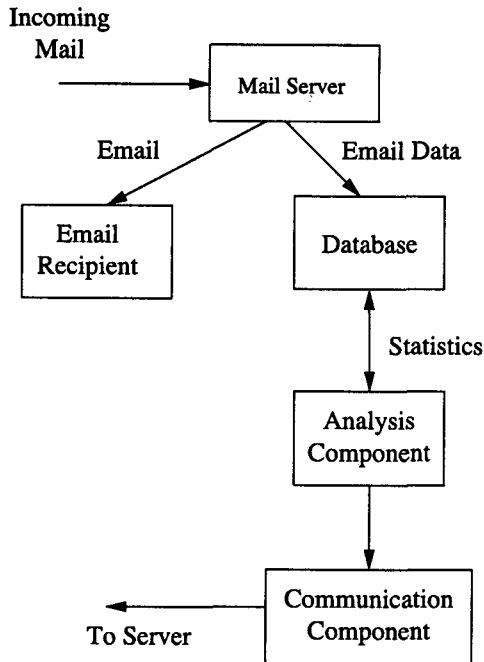 Incoming
Mail
Mail Server
Email
Email Data
Email
Recipient
Database
Statistics
Analysis
Component
Communication
Component
To Server